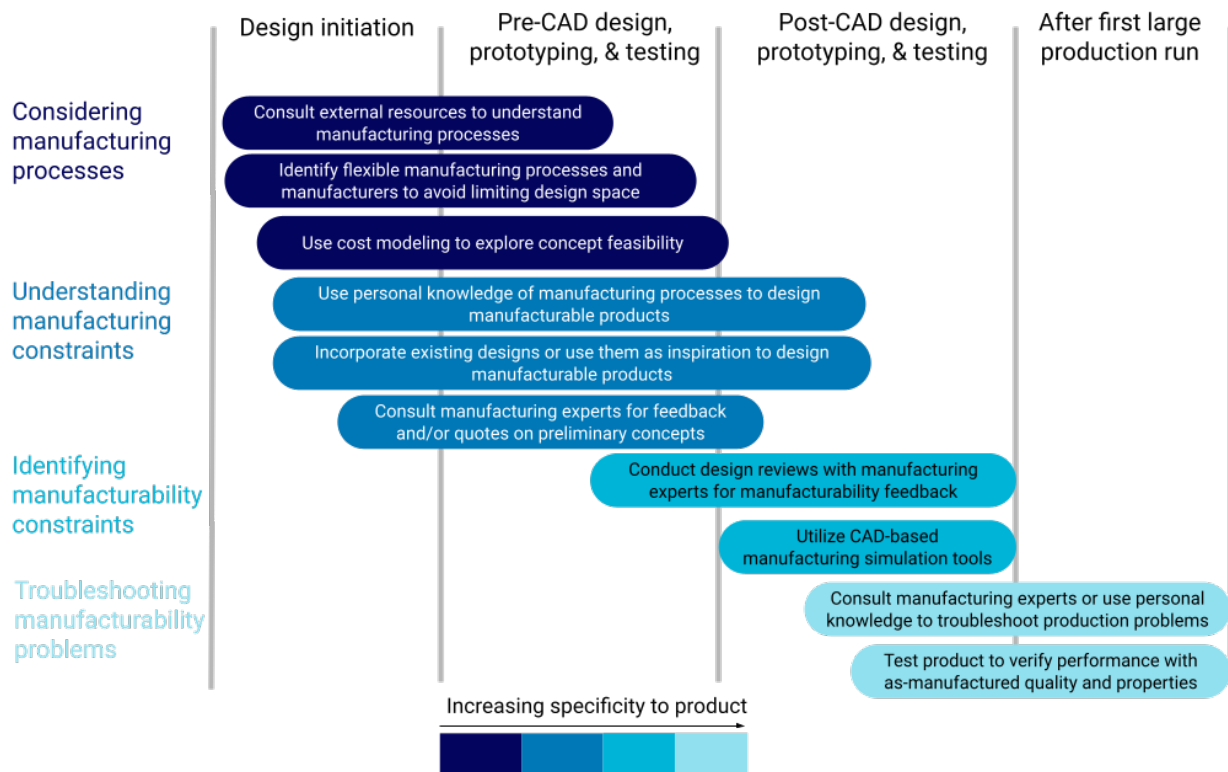 Design initiation
Pre-CAD design,
prototyping, & testing
Post-CAD design,
prototyping, & testing
After first large
production run
Considering
manufacturing
processes
Consult external resources to understand
manufacturing processes
Identify flexible manufacturing processes and
manufacturers to avoid limiting design space
Use cost modeling to explore concept feasibility
Understanding
manufacturing
constraints
Use personal knowledge of manufacturing processes to design
manufacturable products
Incorporate existing designs or use them as inspiration to design
manufacturable products
Consult manufacturing experts for feedback
and/or quotes on preliminary concepts
Identifying
manufacturability
constraints
Conduct design reviews with manufacturing
experts for manufacturability feedback
Utilize CAD-based
manufacturing simulation tools
Troubleshooting
manufacturability
problems
Consult manufacturing experts or use personal
knowledge to troubleshoot production problems
Test product to verify performance with
as-manufactured quality and properties
Increasing specificity to product